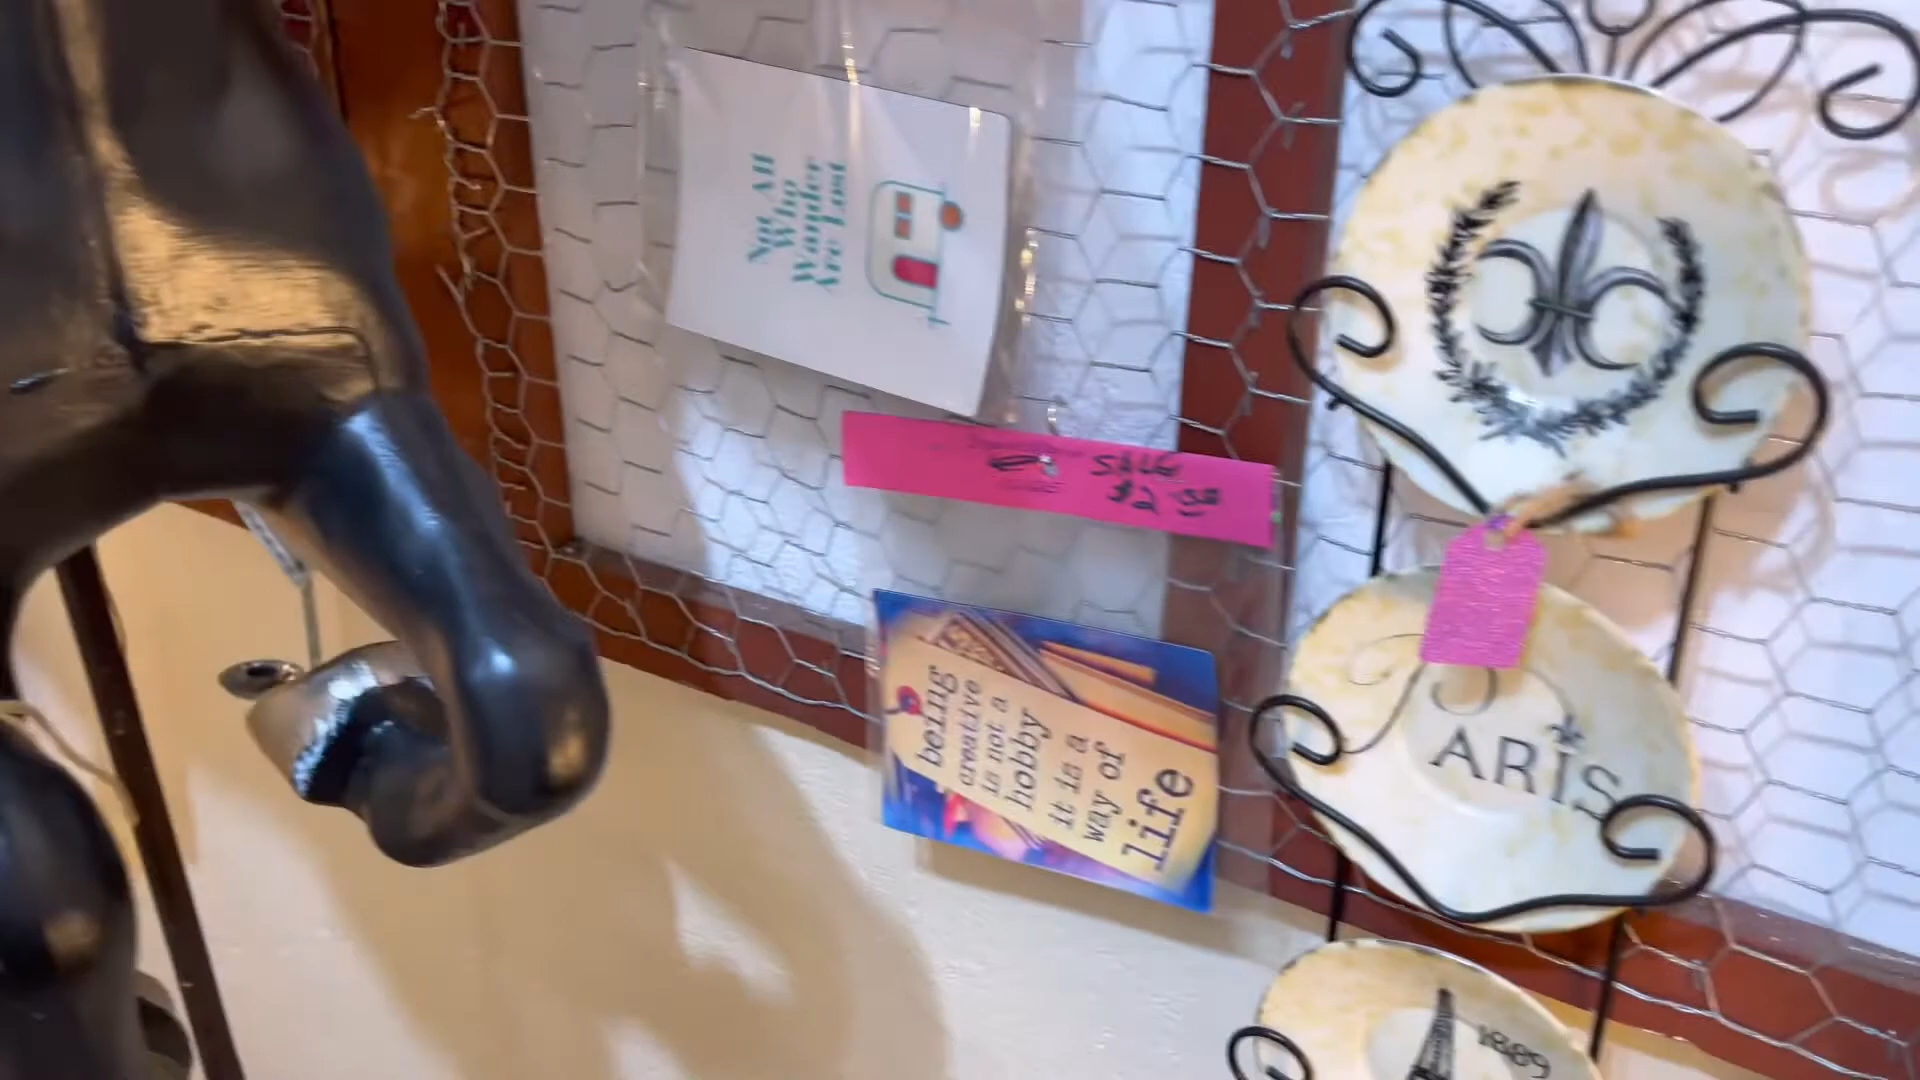 Not All
Who
Wander
Are Lost
SALE
$2.50
being
creative
is not a
hobby
it is a
way of
life
ARIS
1889